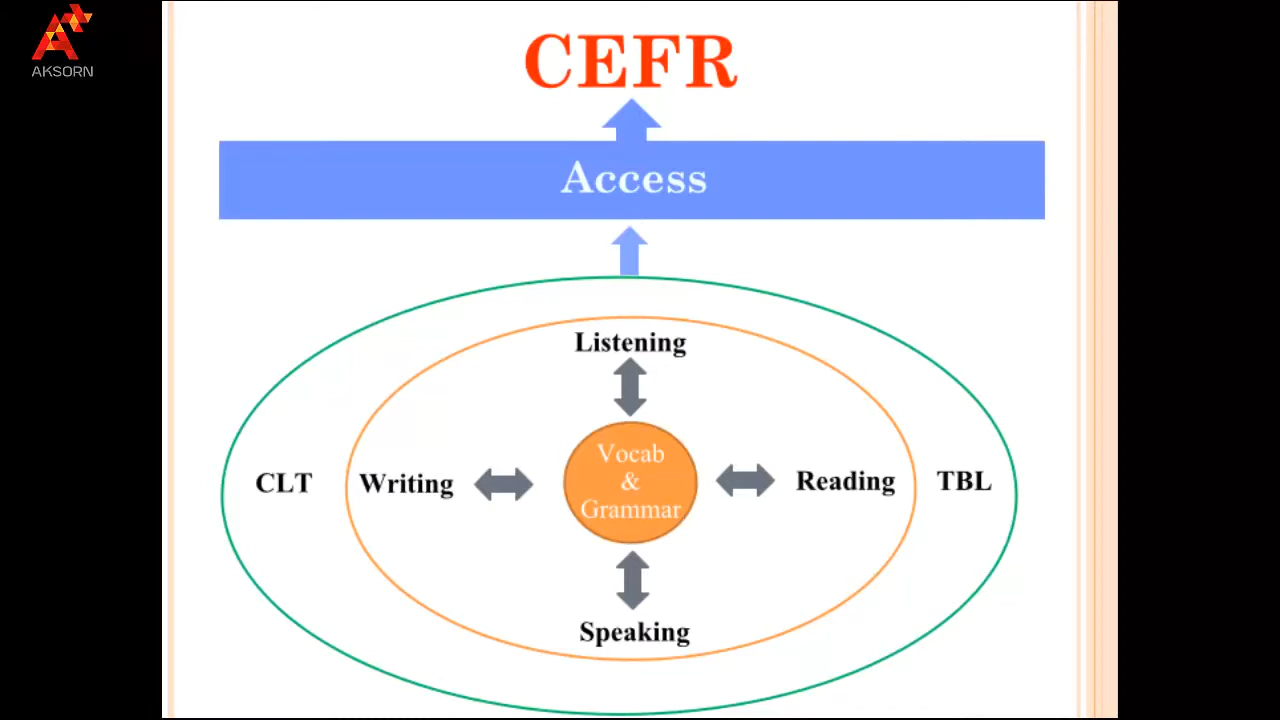 AKSORN
CEFR
Access
Listening
Vocab
&
Grammar
CLT
Writing
Reading
TBL
Speaking